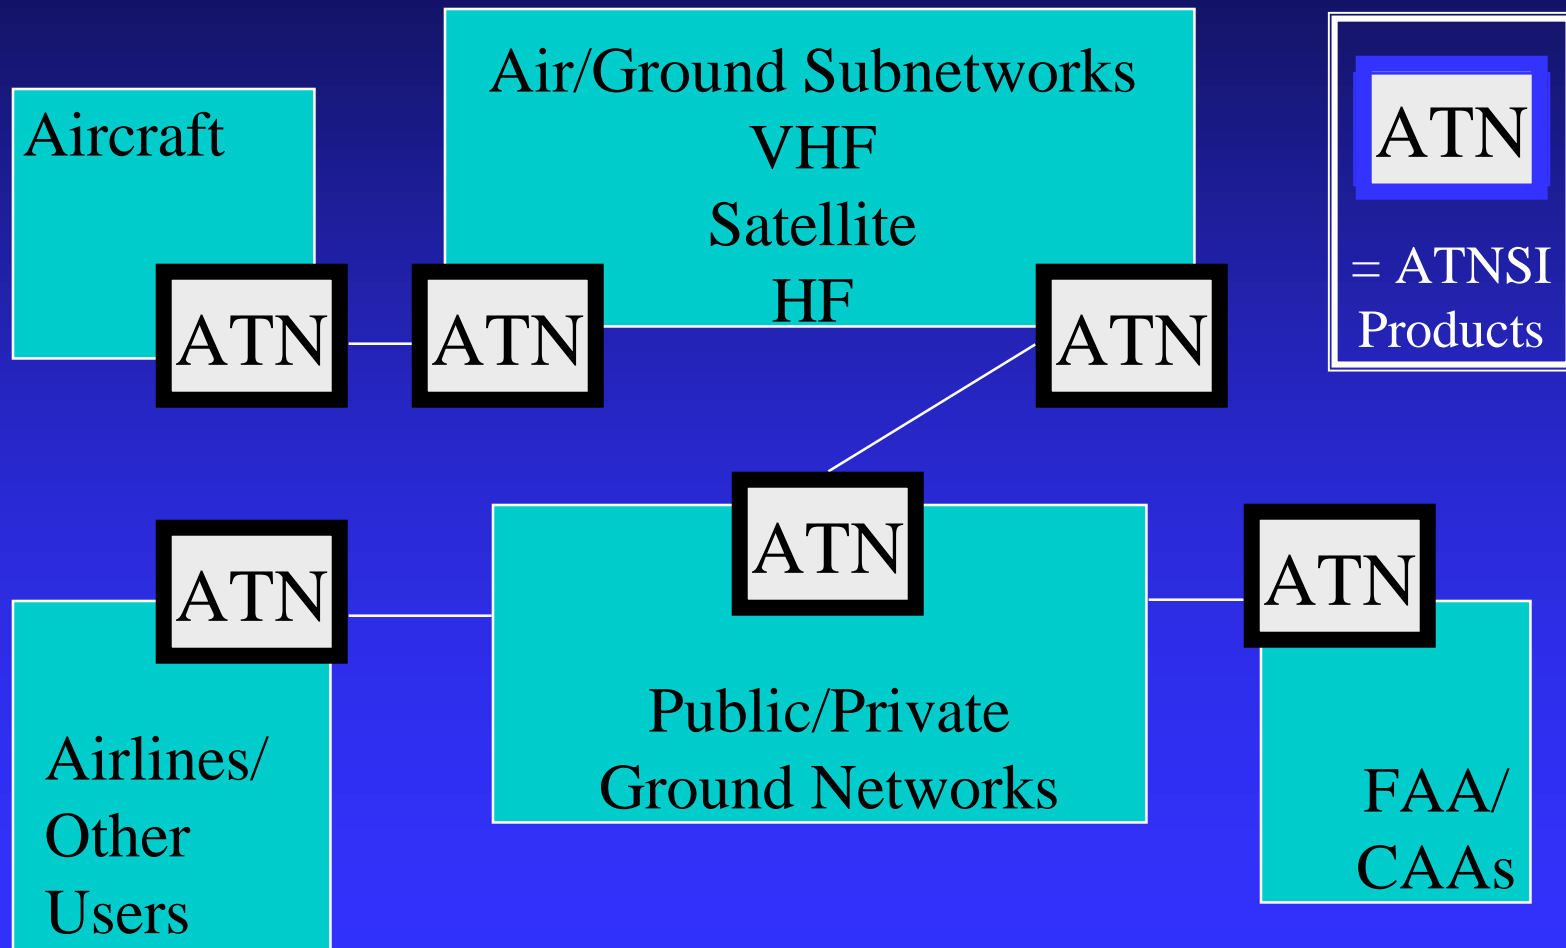 Aircraft
ATN
Air/Ground Subnetworks
VHF
Satellite
HF
ATN
ATN
ATN
= ATNSI
Products
ATN
Airlines/
Other
Users
ATN
Public/Private
Ground Networks
ATN
FAA/
CAAs